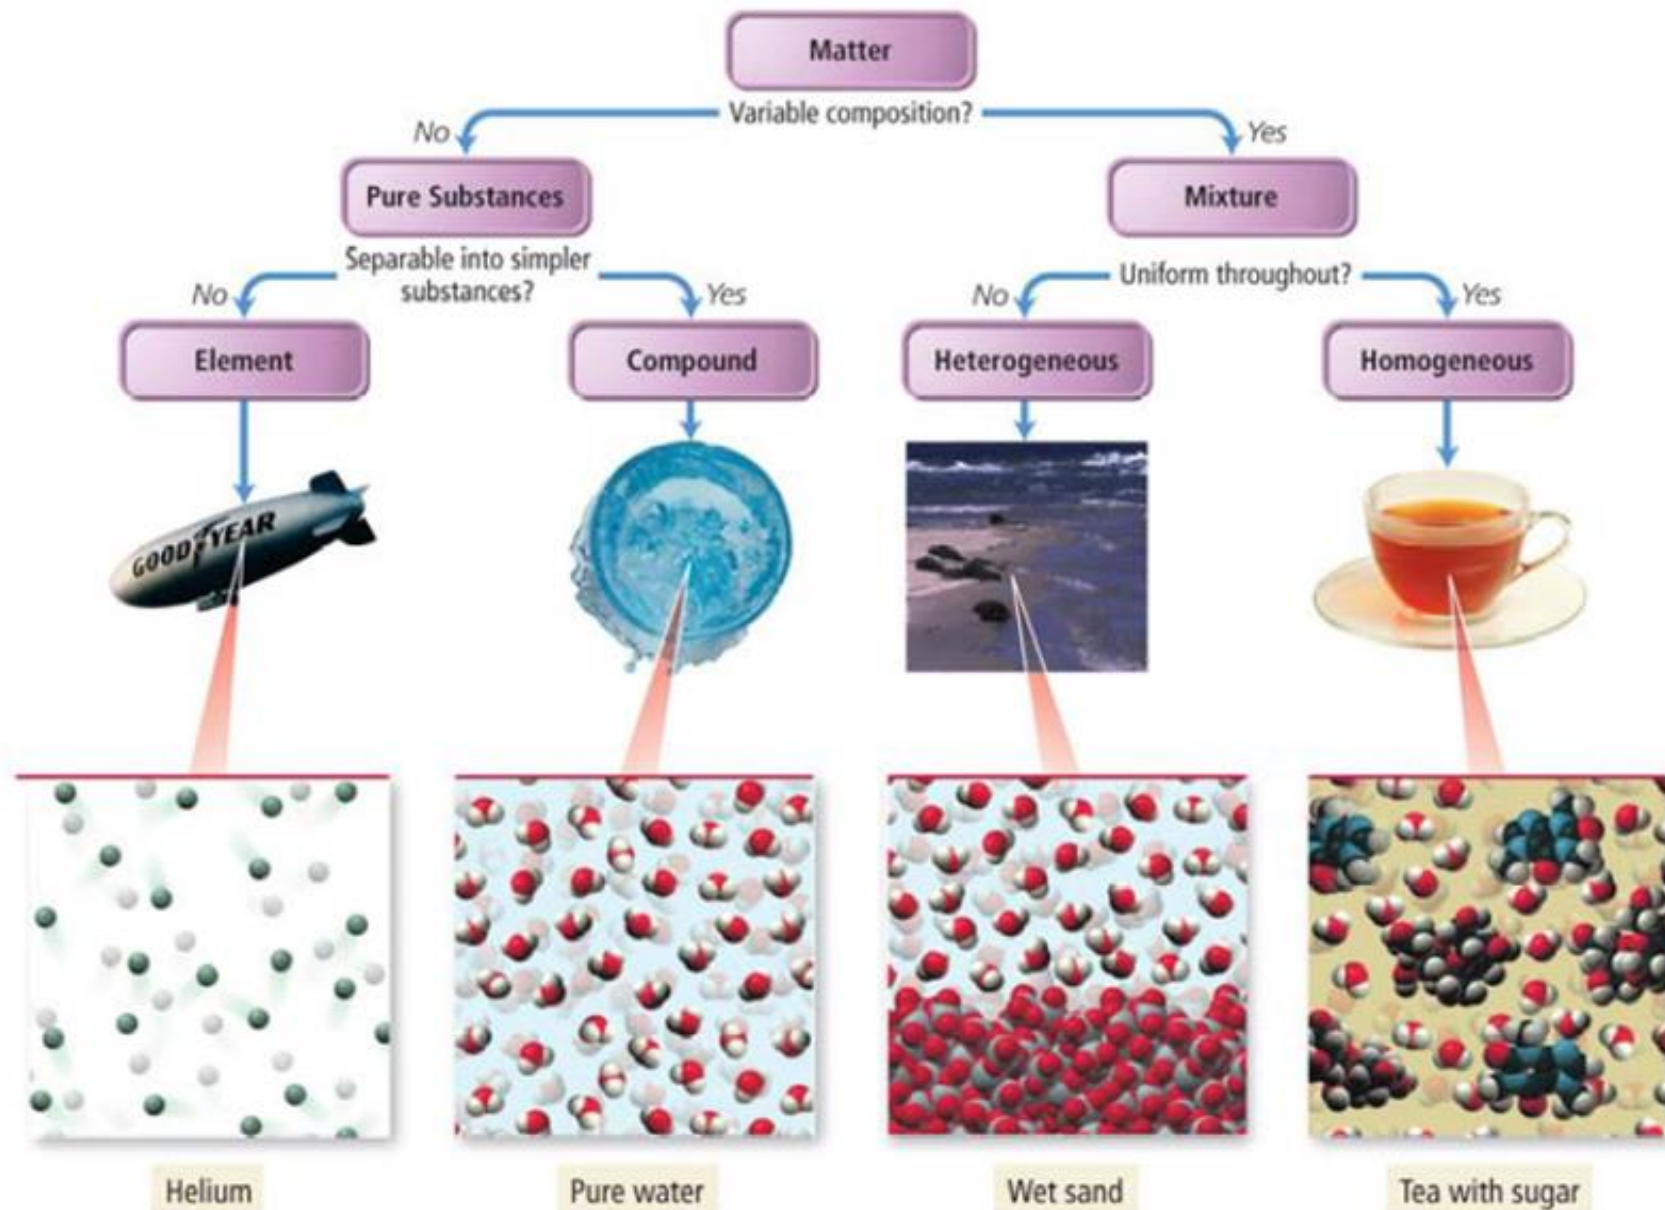 Matter
Variable composition?
No
Yes
Pure Substances
Mixture
Separable into simpler
substances?
No
Yes
Uniform throughout?
No
Yes
Element
Compound
Heterogeneous
Homogeneous
GOODYEAR
Helium
Pure water
Wet sand
Tea with sugar